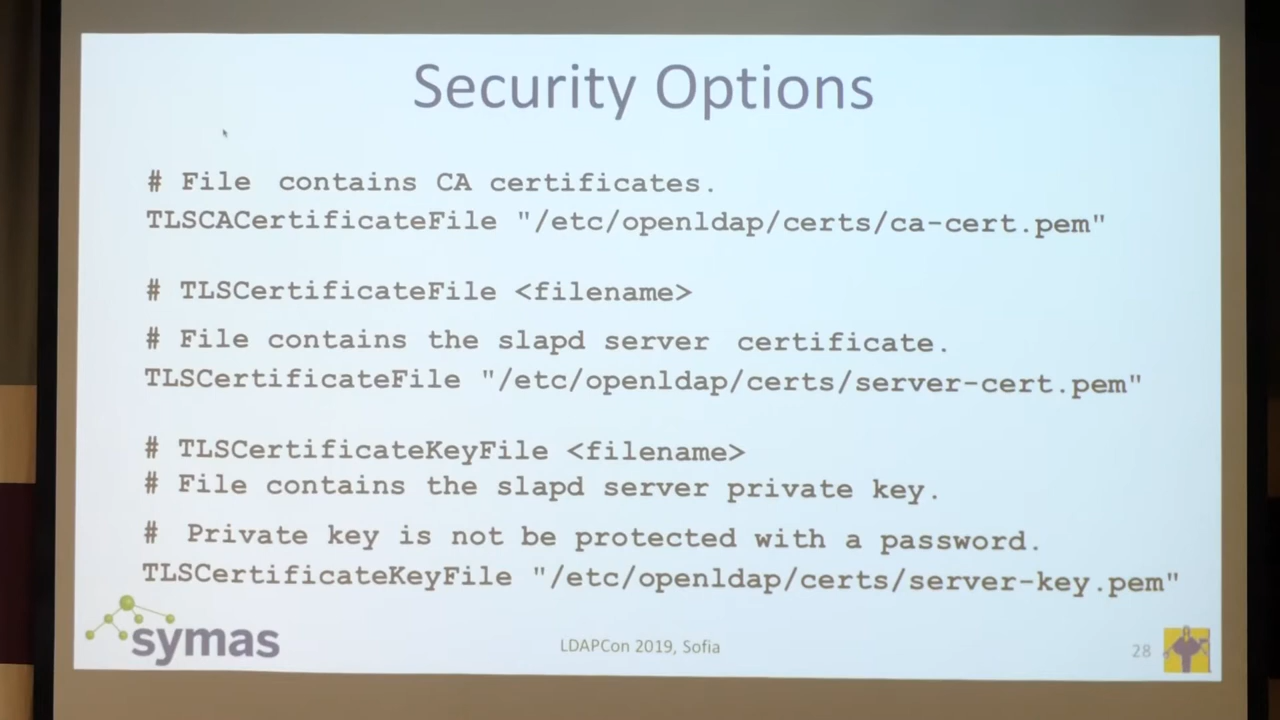 Security Options
# File contains CA certificates.
TLSCACertificateFile "/etc/openldap/certs/ca-cert.pem"
# TLSCertificateFile <filename>
# File contains the slapd server certificate.
TLSCertificateFile "/etc/openldap/certs/server-cert.pem"
# TLSCertificateKeyFile <filename>
# File contains the slapd server private key.
# Private key is not be protected with a password.
TLSCertificateKeyFile "/etc/openldap/certs/server-key.pem"
symas
LDAPCon 2019, Sofia
28